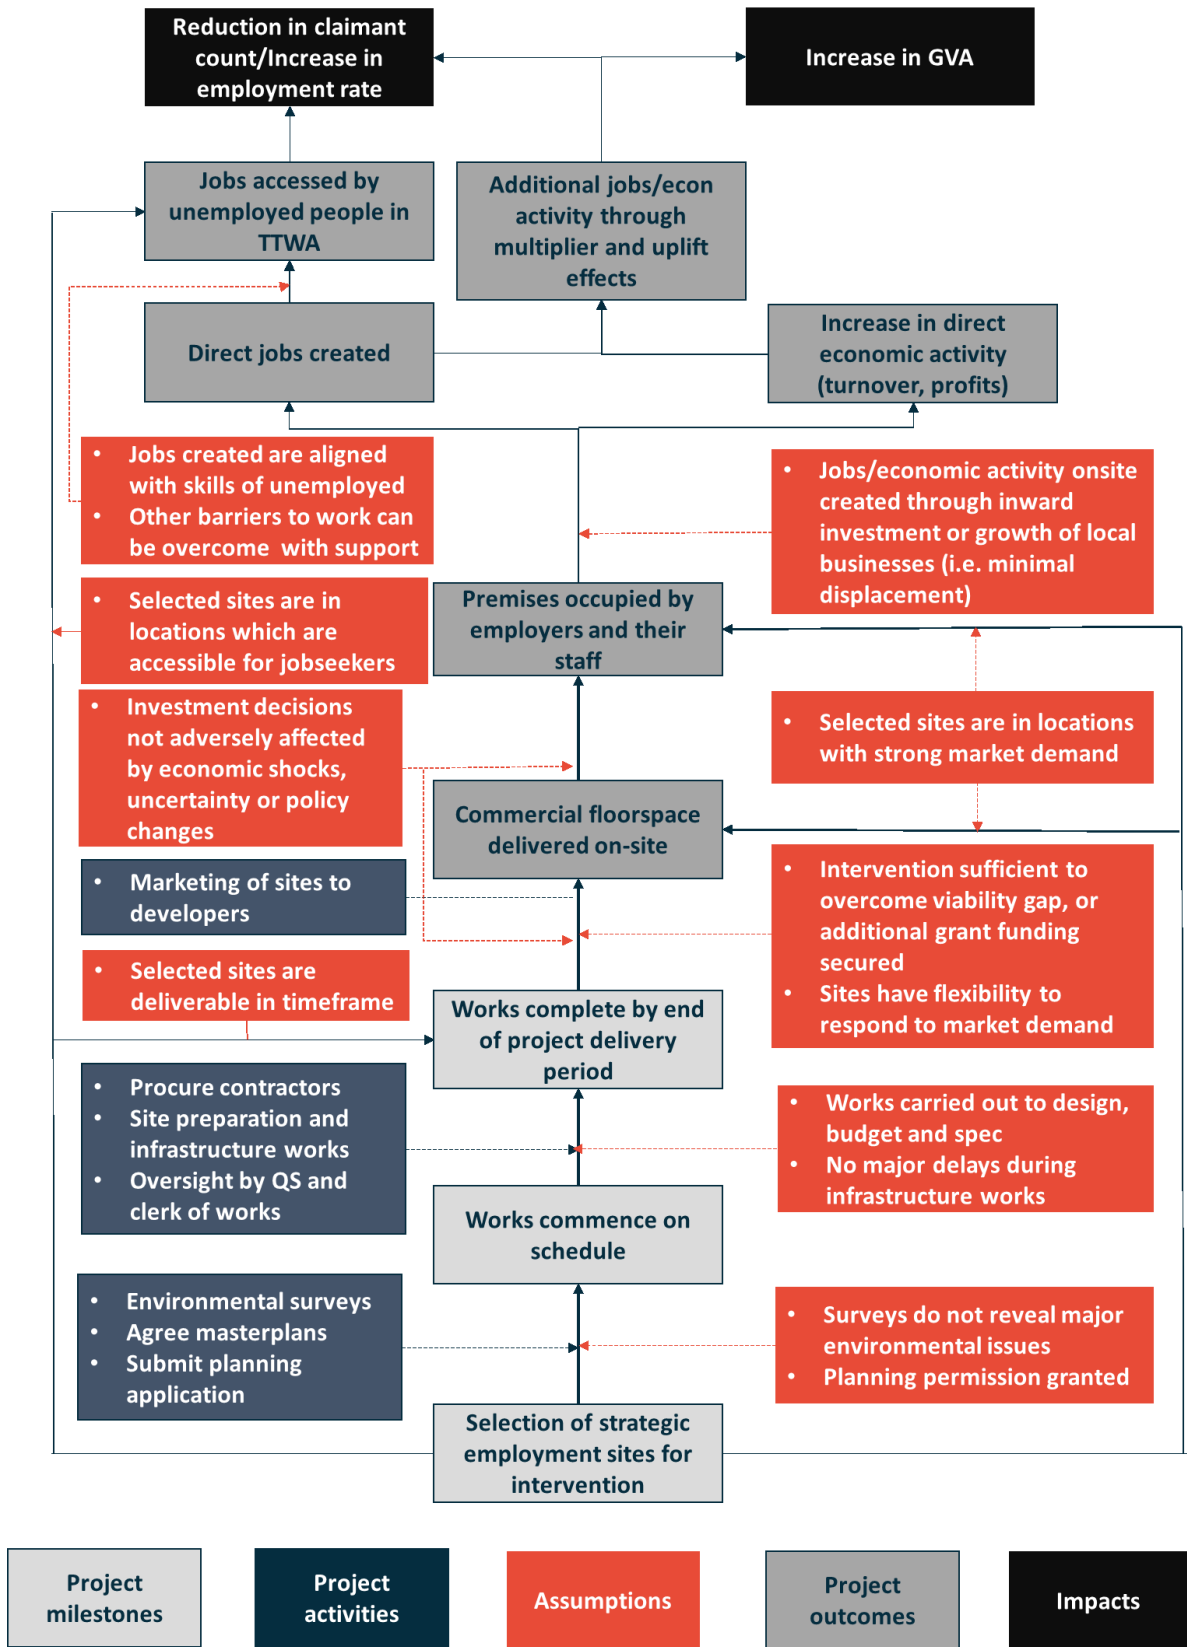 Reduction in claimant
count/Increase in
employment rate
Increase in GVA
Jobs accessed by
unemployed people in
TTWA
Additional jobs/econ
activity through
multiplier and uplift
effects
Direct jobs created
Increase in direct
economic activity
(turnover, profits)
• Jobs created are aligned
with skills of unemployed
• Other barriers to work can
be overcome with support
• Jobs/economic activity onsite
created through inward
investment or growth of local
businesses (i.e. minimal
displacement)
• Selected sites are in
locations which are
accessible for jobseekers
Premises occupied by
employers and their
staff
• Investment decisions
not adversely affected
by economic shocks,
uncertainty or policy
changes
• Selected sites are in locations
with strong market demand
Commercial floorspace
delivered on-site
• Marketing of sites to
developers
• Intervention sufficient to
overcome viability gap, or
additional grant funding
secured
• Sites have flexibility to
respond to market demand
• Selected sites are
deliverable in timeframe
Works complete by end
of project delivery
period
• Procure contractors
• Site preparation and
infrastructure works
• Oversight by QS and
clerk of works
• Works carried out to design,
budget and spec
• No major delays during
infrastructure works
Works commence on
schedule
• Environmental surveys
• Agree masterplans
• Submit planning
application
• Surveys do not reveal major
environmental issues
• Planning permission granted
Selection of strategic
employment sites for
intervention
Project
milestones
Project
activities
Assumptions
Project
outcomes
Impacts